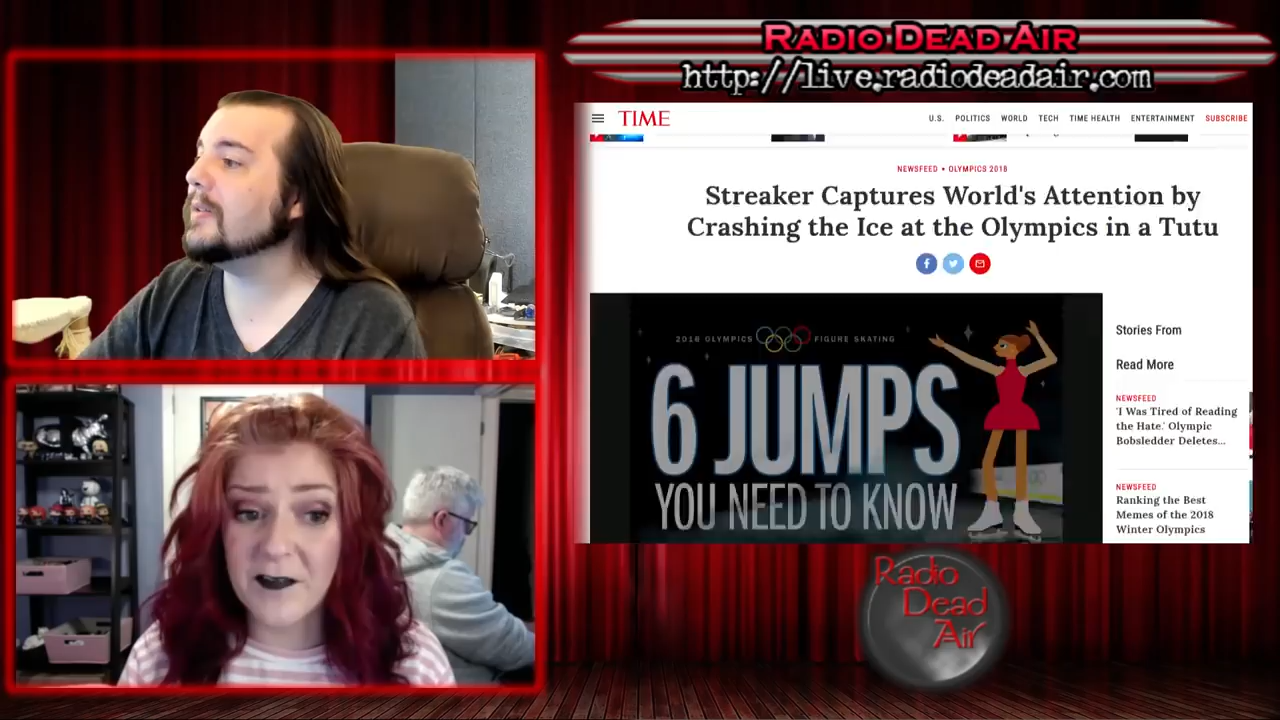 Radio Dead Air
http://live.radiodeadair.com
TIME
U.S. POLITICS WORLD TECH TIME HEALTH ENTERTAINMENT SUBSCRIBE
NEWSFEED • OLYMPICS 2018
Streaker Captures World's Attention by
Crashing the Ice at the Olympics in a Tutu
2018 OLYMPICS FIGURE SKATING
6 JUMPS
YOU NEED TO KNOW
Stories From
Read More
NEWSFEED
'I Was Tired of Reading
the Hate.' Olympic
Bobsledder Deletes...
NEWSFEED
Ranking the Best
Memes of the 2018
Winter Olympics
Radio
Dead
Air